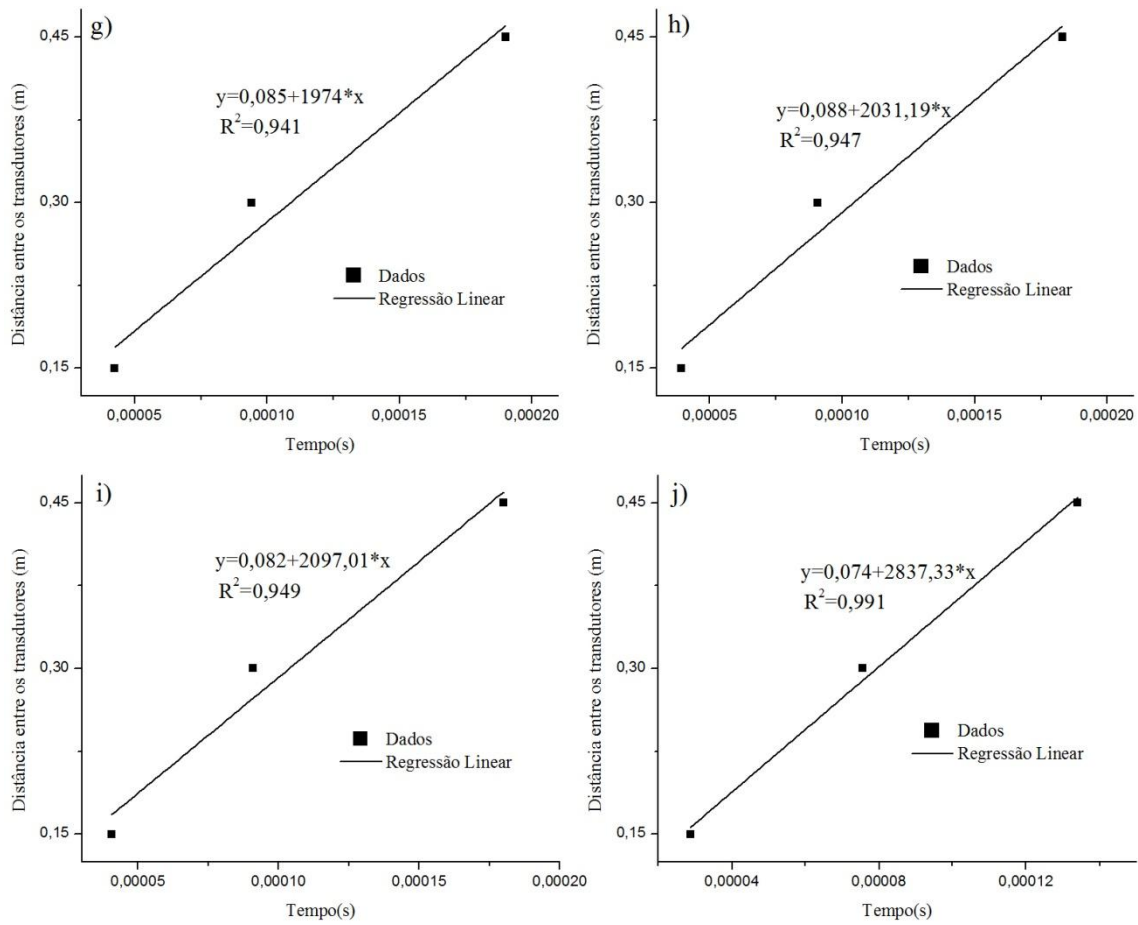 g)
Distância entre os transdutores (m)
0,45
0,30
0,15
y=0,085+1974*x
R²=0,941
Dados
Regressão Linear
0,00005 0,00010 0,00015 0,00020
Tempo(s)
h)
Distância entre os transdutores (m)
0,45
0,30
0,15
y=0,088+2031,19*x
R²=0,947
Dados
Regressão Linear
0,00005 0,00010 0,00015 0,00020
Tempo(s)
i)
Distância entre os transdutores (m)
0,45
0,30
0,15
y=0,082+2097,01*x
R²=0,949
Dados
Regressão Linear
0,00005 0,00010 0,00015 0,00020
Tempo(s)
j)
Distância entre os transdutores (m)
0,45
0,30
0,15
y=0,074+2837,33*x
R²=0,991
Dados
Regressão Linear
0,00004 0,00008 0,00012
Tempo(s)